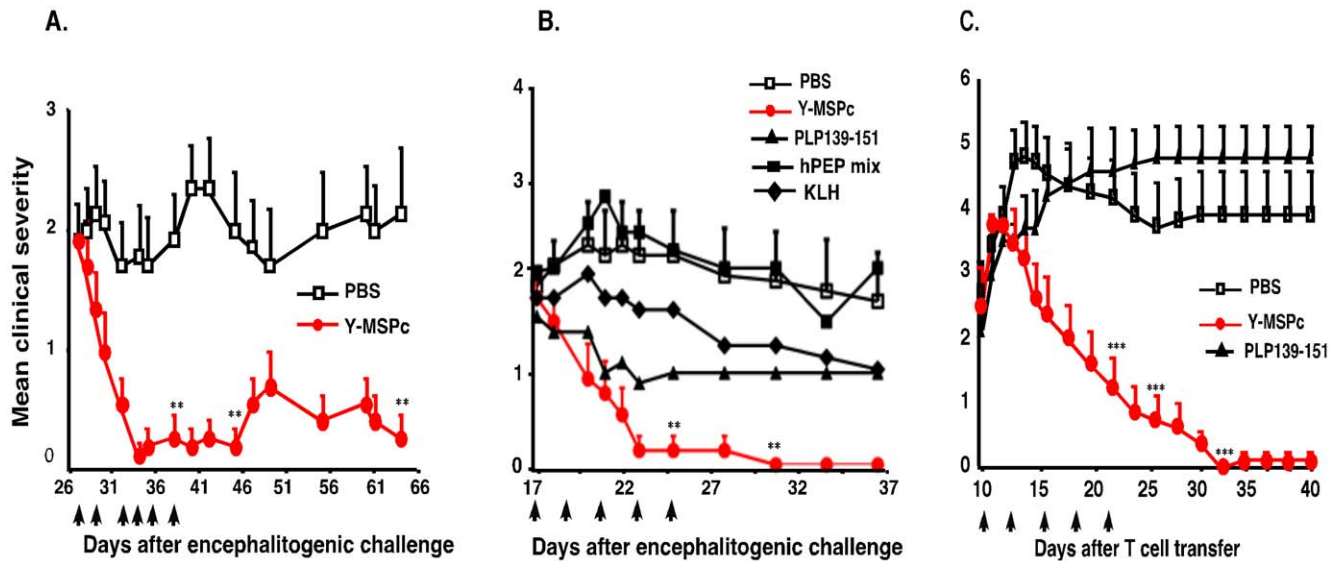 A.
Mean clinical severity
3
2
1
0
PBS
Y-MSPc
** ** **
26 31 36 41 46 51 56 61 66
Days after encephalitogenic challenge
B.
4
3
2
1
0
PBS
Y-MSPc
PLP139-151
hPEP mix
KLH
** **
17 22 27 32 37
Days after encephalitogenic challenge
C.
6
5
4
3
2
1
0
PBS
Y-MSPc
PLP139-151
*** *** ***
10 15 20 25 30 35 40
Days after T cell transfer